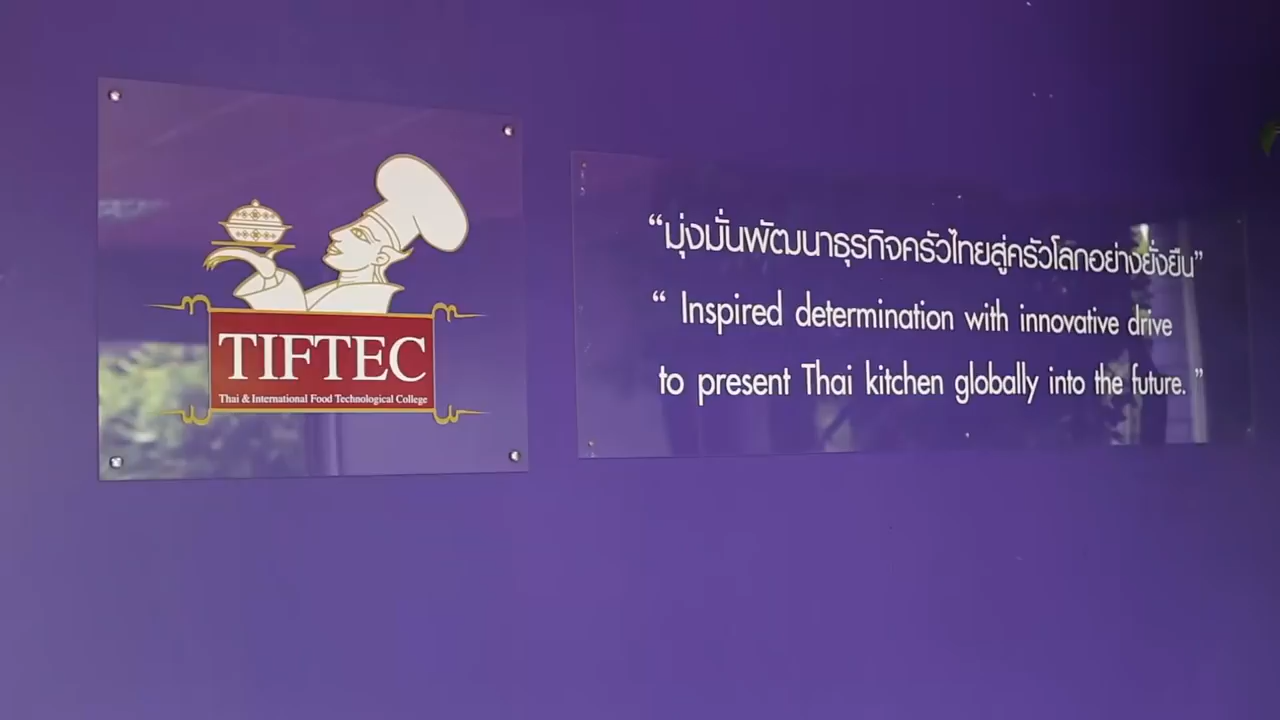 TIFTEC
Thai & International Food Technological College
“มุ่งมั่นพัฒนาธุรกิจครัวไทยสู่ครัวโลกอย่างยั่งยืน”
“ Inspired determination with innovative drive
to present Thai kitchen globally into the future. ”